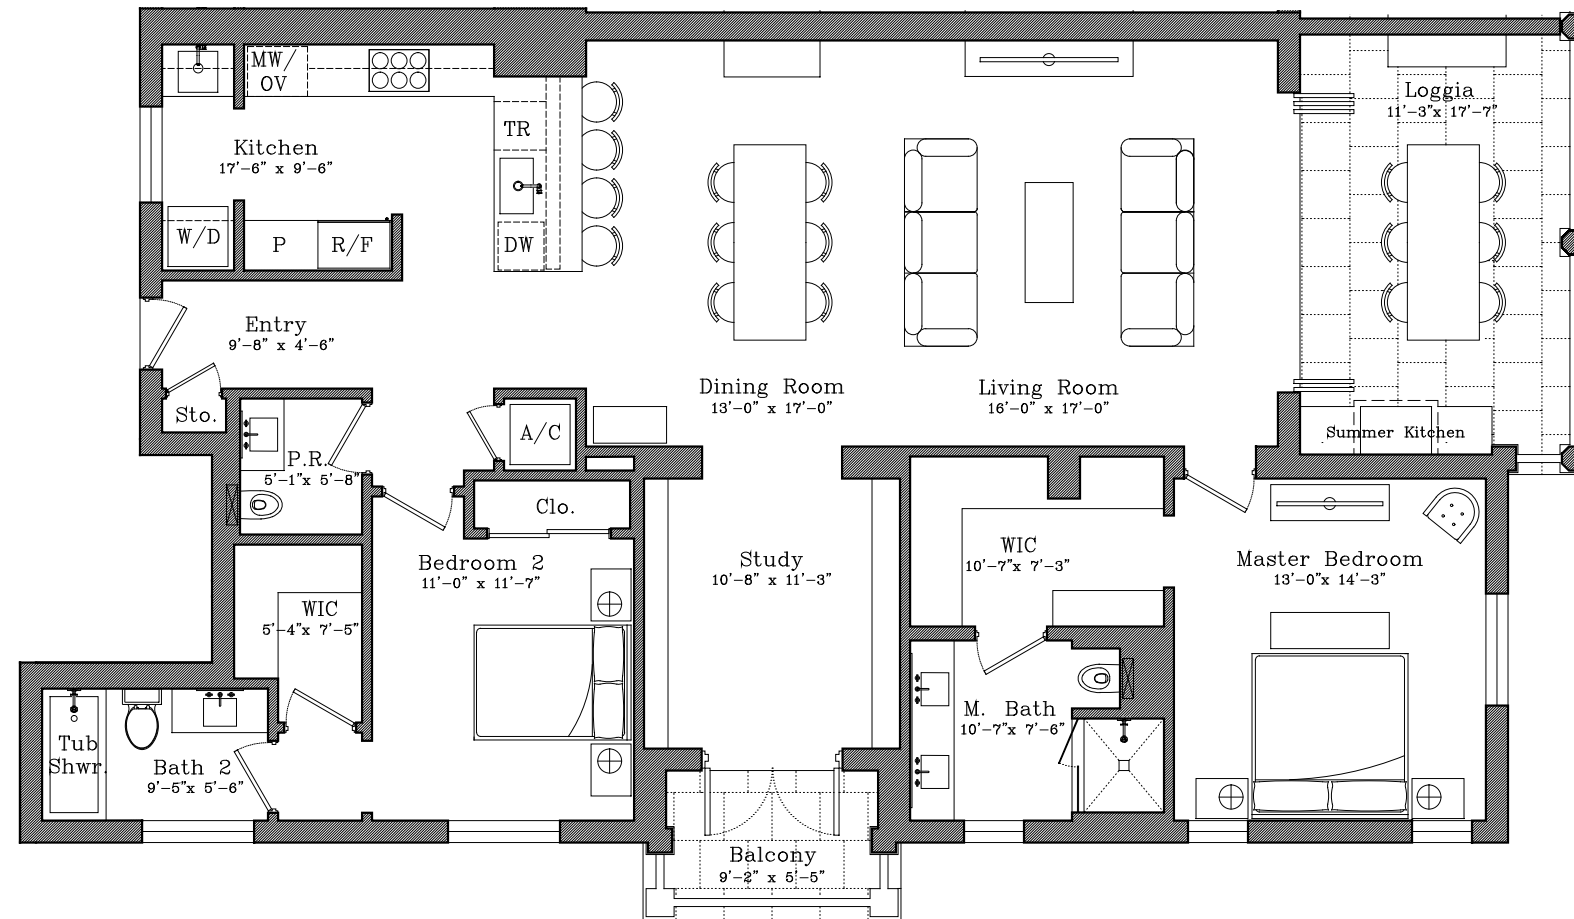 MW/
OV
Loggia
11'-3"x 17'-7"
TR
Kitchen
17'-6" x 9'-6"
W/D
P
R/F
DW
Entry
9'-8" x 4'-6"
Dining Room
13'-0" x 17'-0"
Living Room
16'-0" x 17'-0"
Sto.
A/C
Summer Kitchen
P.R.
5'-1"x 5'-8"
Clo.
Bedroom 2
11'-0" x 11'-7"
Study
10'-8" x 11'-3"
WIC
10'-7"x 7'-3"
Master Bedroom
13'-0"x 14'-3"
WIC
5'-4"x 7'-5"
M. Bath
10'-7"x 7'-6"
Tub
Shwr.
Bath 2
9'-5"x 5'-6"
Balcony
9'-2" x 5'-5"